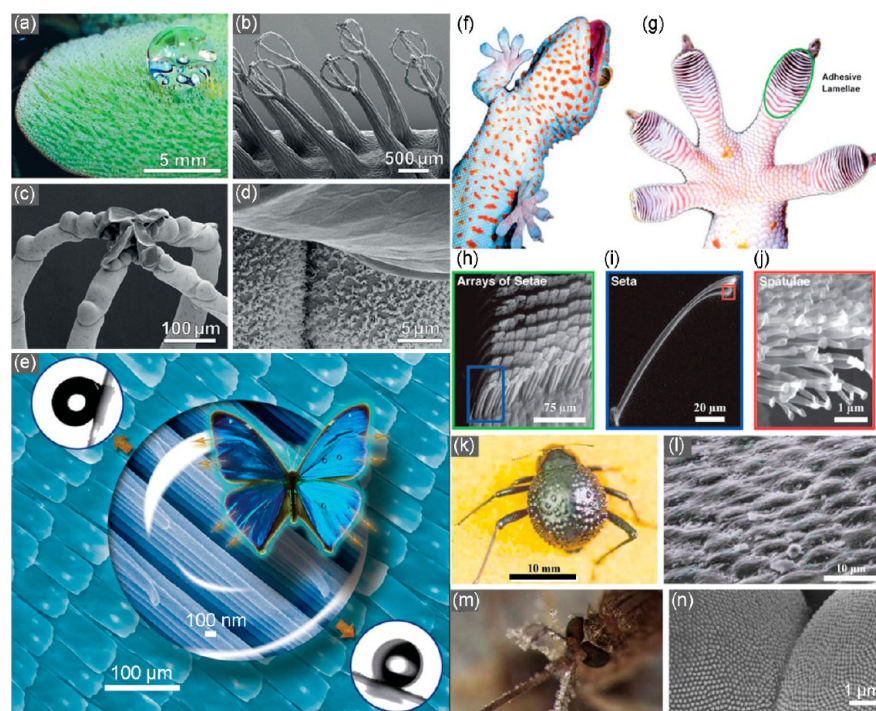 (a)
5 mm
(b)
500 µm
(c)
100 µm
(d)
5 µm
(e)
100 nm
100 µm
(f)
(g)
Adhesive
Lamellae
(h)
Arrays of Setae
75 µm
(i)
Seta
20 µm
(j)
Spatulae
1 µm
(k)
10 mm
(l)
10 µm
(m)
(n)
1 µm